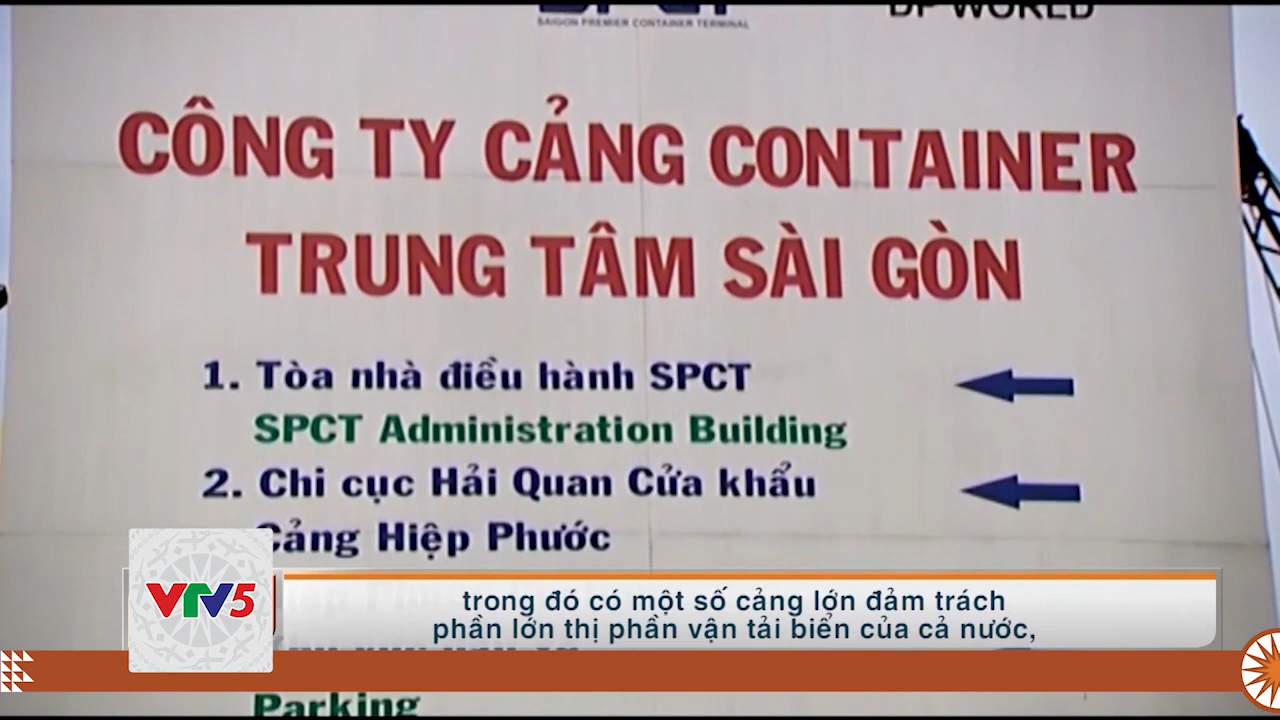 SAIGON PREMIER CONTAINER TERMINAL
DP WORLD
CÔNG TY CẢNG CONTAINER
TRUNG TÂM SÀI GÒN
1. Tòa nhà điều hành SPCT
SPCT Administration Building
2. Chi cục Hải Quan Cửa khẩu
Cảng Hiệp Phước
VTV5
trong đó có một số cảng lớn đảm trách
phần lớn thị phần vận tải biển của cả nước,
Parking